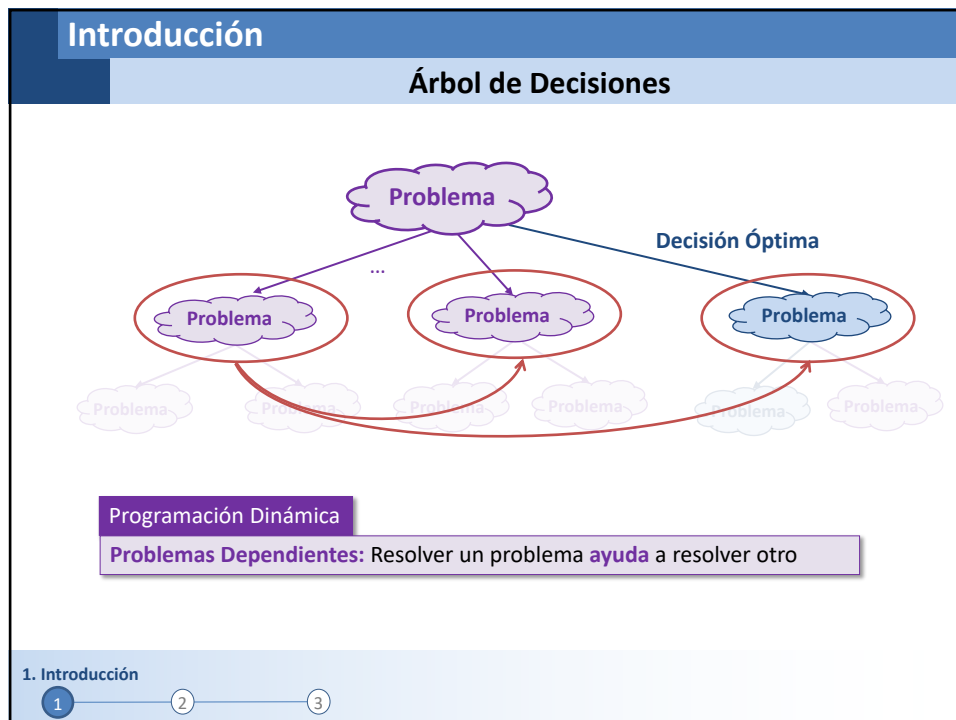 Introducción
Árbol de Decisiones
Problema
Decisión Óptima
...
Problema
Problema
Problema
Problema
Problema
Problema
Problema
Problema
Problema
Programación Dinámica
Problemas Dependientes: Resolver un problema ayuda a resolver otro
1. Introducción
1 2 3